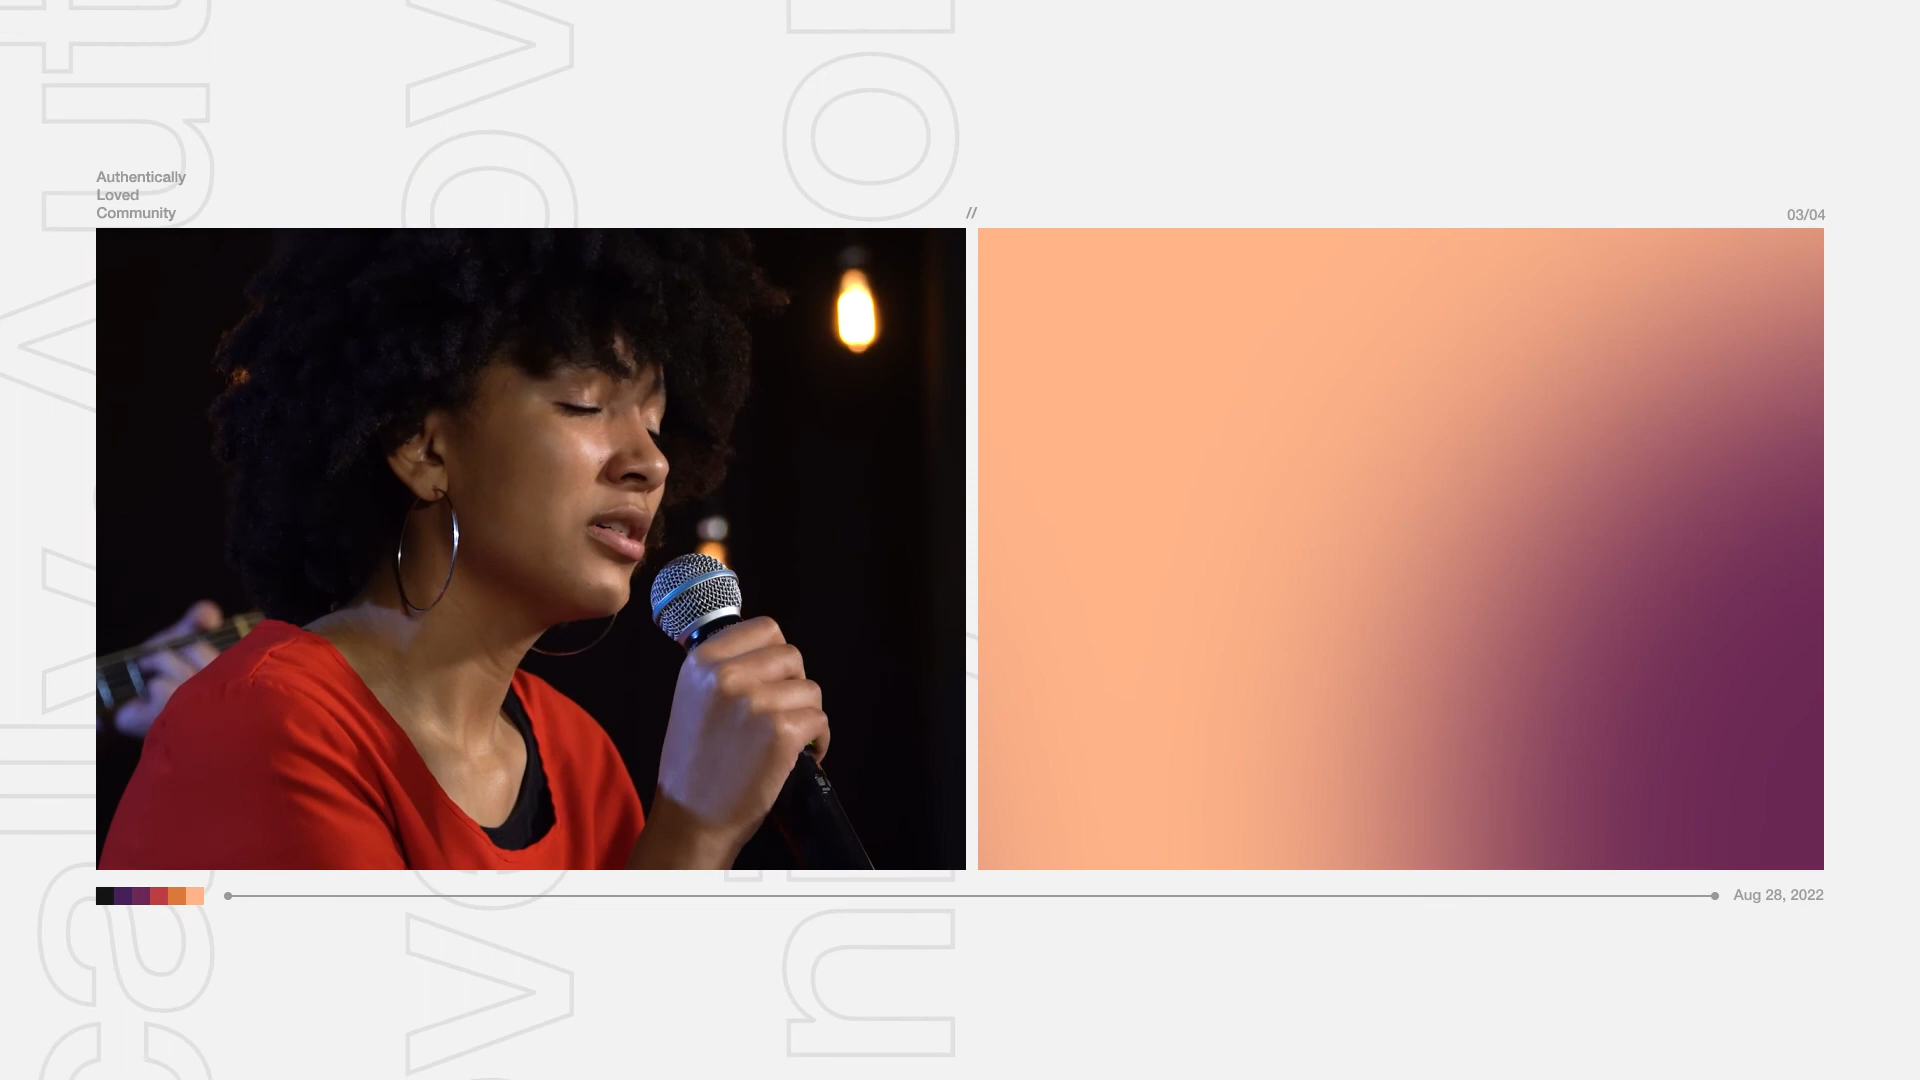 Authentically
Loved
Community
//
03/04
Aug 28, 2022